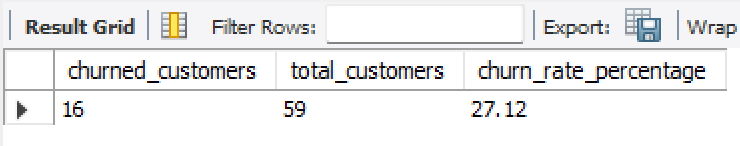 Result Grid Filter Rows: Export: Wrap
churned_customers total_customers churn_rate_percentage
16 59 27.12